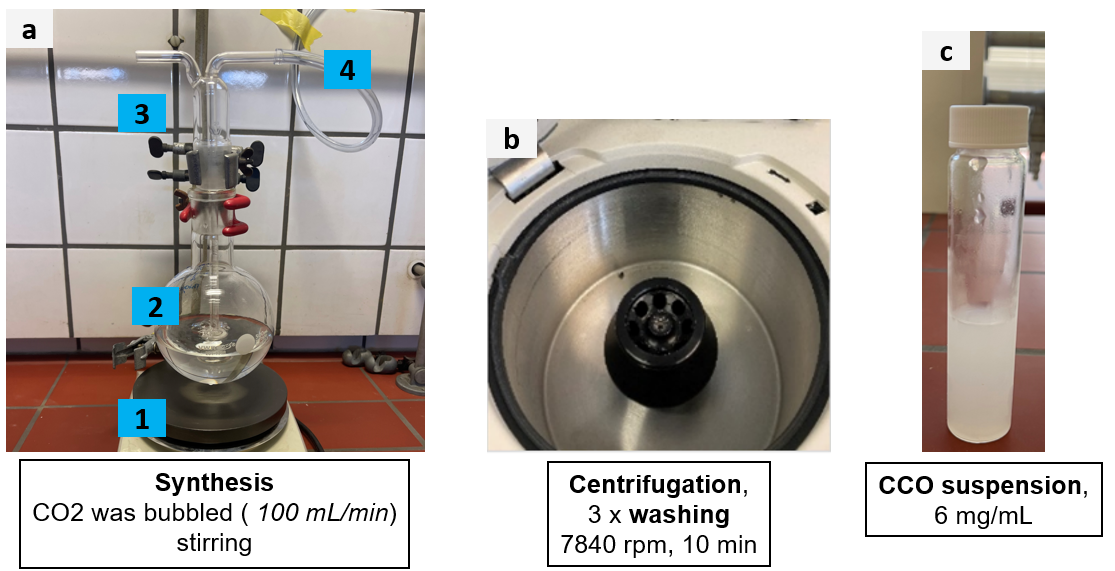 a
4
3
2
1
Synthesis
CO2 was bubbled ( 100 mL/min)
stirring
b
Centrifugation,
3 x washing
7840 rpm, 10 min
c
CCO suspension,
6 mg/mL